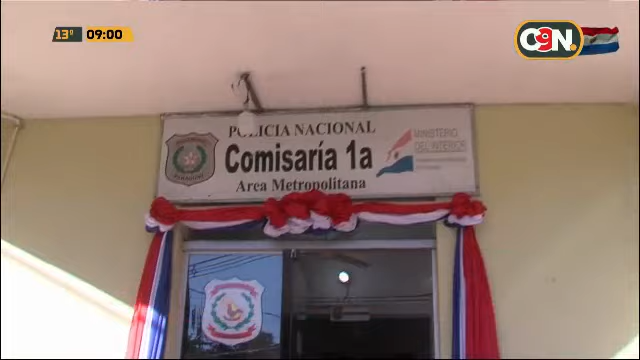 13° 09:00
C9N
POLICIA NACIONAL
Comisaría 1a
Area Metropolitana
MINISTERIO
DEL INTERIOR